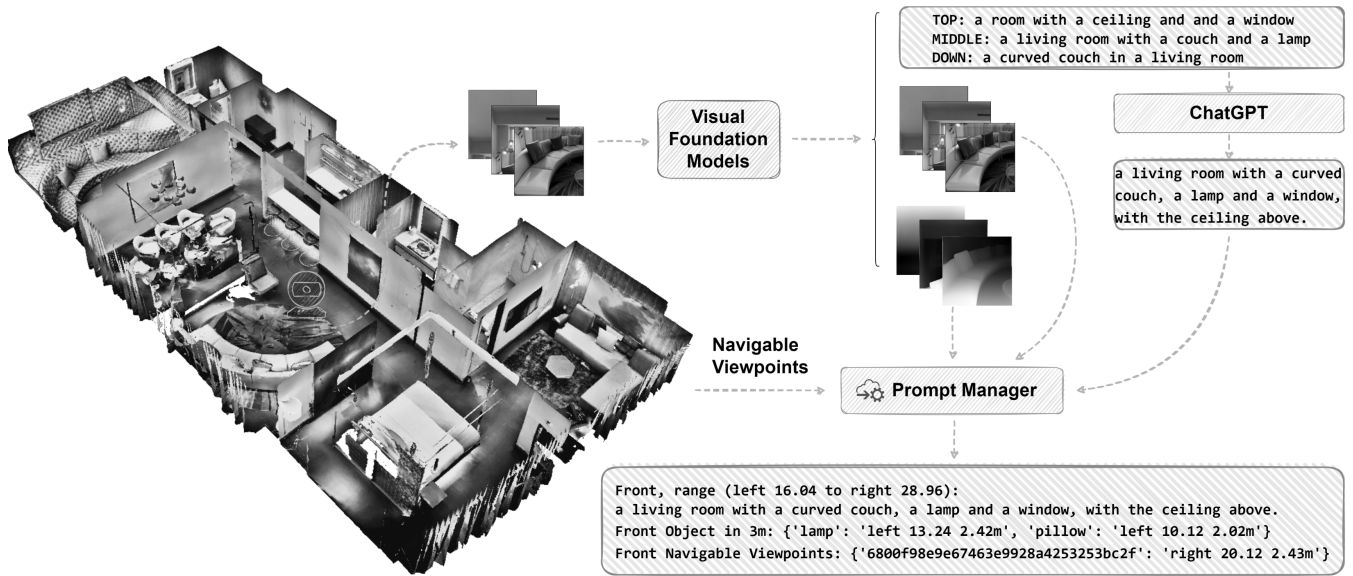 TOP: a room with a ceiling and and a window
MIDDLE: a living room with a couch and a lamp
DOWN: a curved couch in a living room
Visual
Foundation
Models
ChatGPT
a living room with a curved
couch, a lamp and a window,
with the ceiling above.
Navigable
Viewpoints
Prompt Manager
Front, range (left 16.04 to right 28.96):
a living room with a curved couch, a lamp and a window, with the ceiling above.
Front Object in 3m: {'lamp': 'left 13.24 2.42m', 'pillow': 'left 10.12 2.02m'}
Front Navigable Viewpoints: {'6800f98e9e67463e9928a4253253bc2f': 'right 20.12 2.43m'}